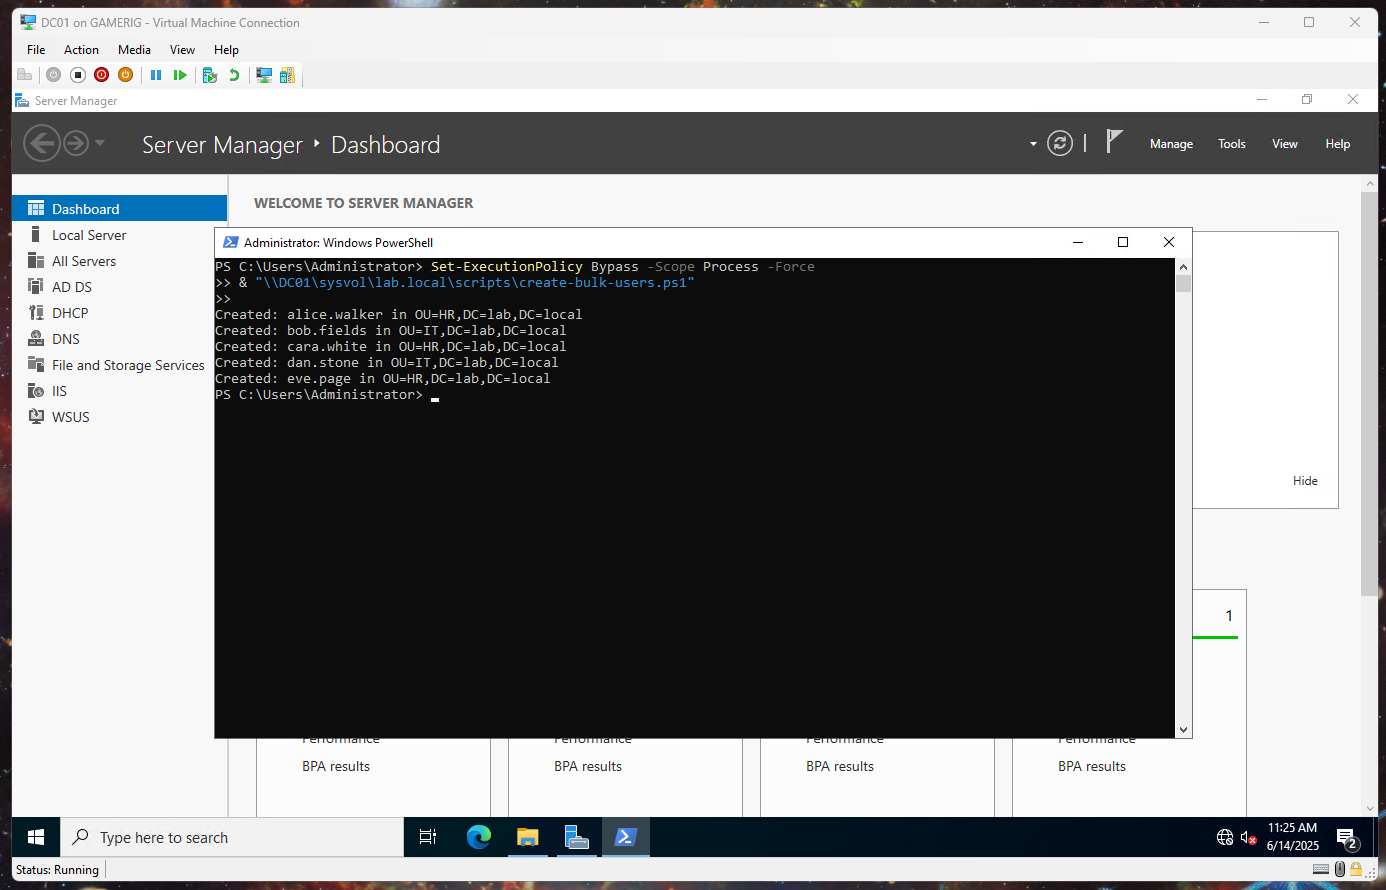 DC01 on GAMERIG - Virtual Machine Connection
File Action Media View Help
Server Manager
Server Manager ‣ Dashboard
Manage Tools View Help
Dashboard
Local Server
All Servers
AD DS
DHCP
DNS
File and Storage Services
IIS
WSUS
WELCOME TO SERVER MANAGER
Administrator: Windows PowerShell
PS C:\Users\Administrator> Set-ExecutionPolicy Bypass -Scope Process -Force
>> & "\\DC01\sysvol\lab.local\scripts\create-bulk-users.ps1"
>>
Created: alice.walker in OU=HR,DC=lab,DC=local
Created: bob.fields in OU=IT,DC=lab,DC=local
Created: cara.white in OU=HR,DC=lab,DC=local
Created: dan.stone in OU=IT,DC=lab,DC=local
Created: eve.page in OU=HR,DC=lab,DC=local
PS C:\Users\Administrator>
Hide
1
Performance Performance Performance Performance
BPA results BPA results BPA results BPA results
Type here to search
11:25 AM
6/14/2025
2
Status: Running